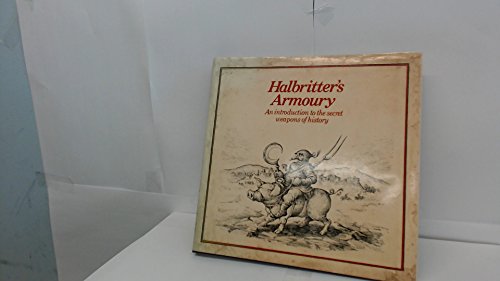 Halbritter's
Armoury
An introduction to the secret
weapons of history